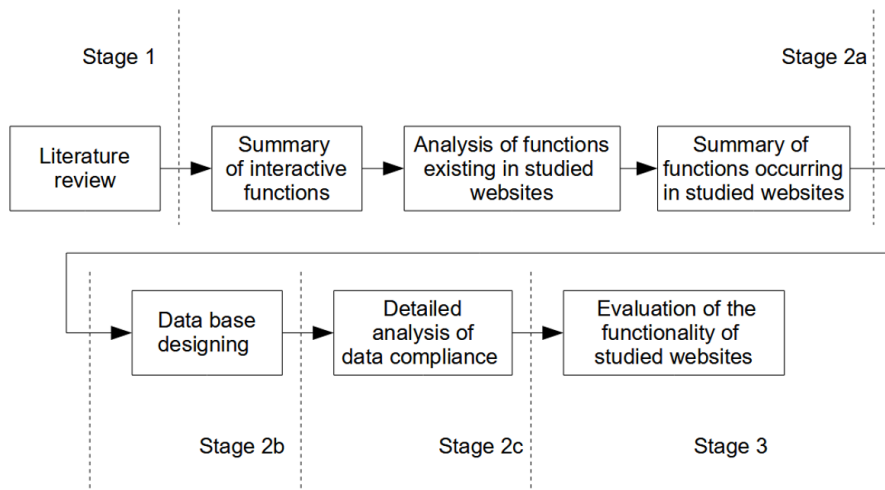 Stage 1
Stage 2a
Literature
review
Summary
of interactive
functions
Analysis of functions
existing in studied
websites
Summary of
functions occurring
in studied websites
Data base
designing
Detailed
analysis of
data compliance
Evaluation of the
functionality of
studied websites
Stage 2b
Stage 2c
Stage 3